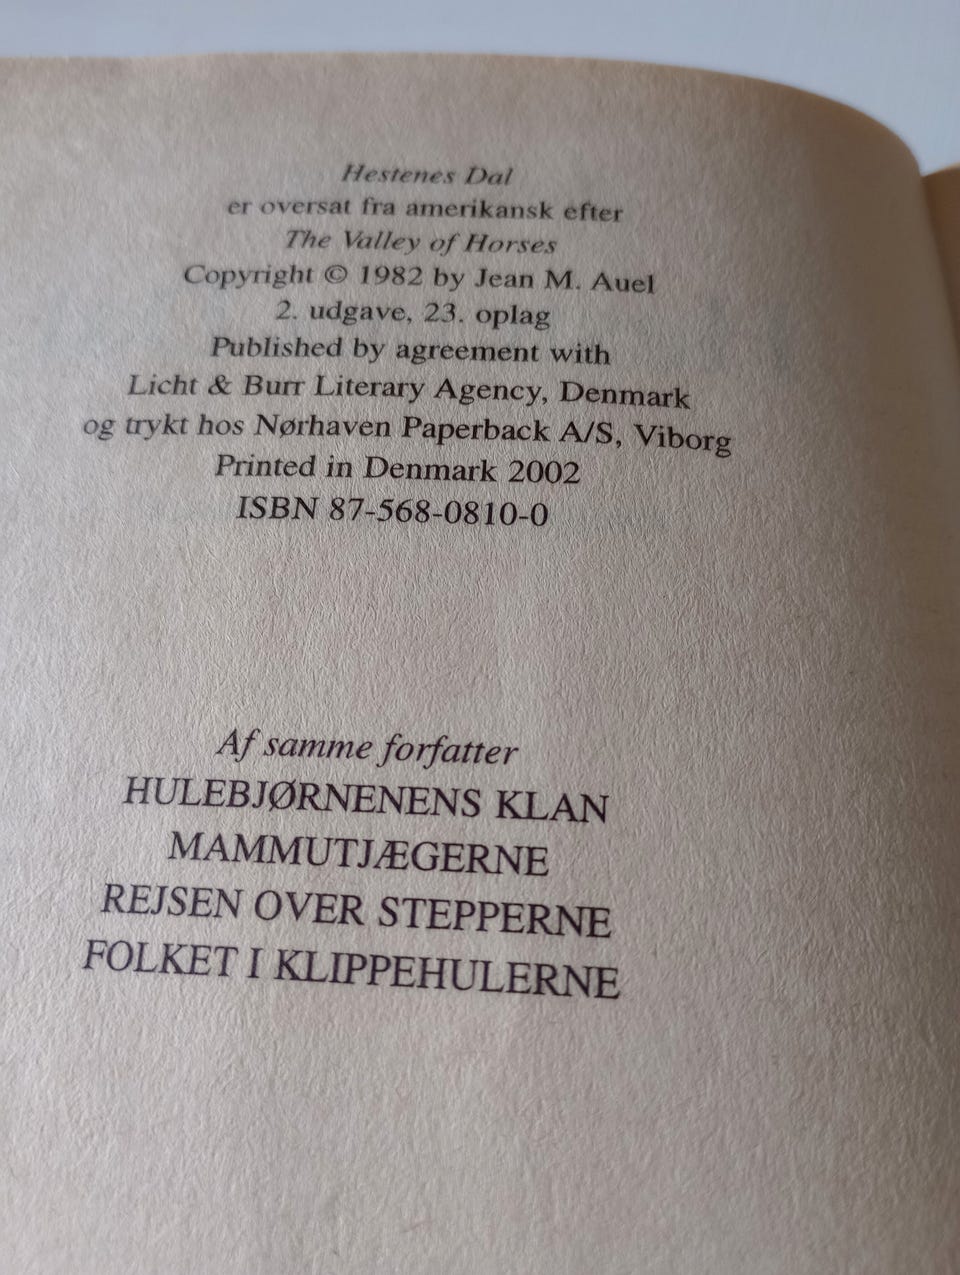 Hestenes Dal
er oversat fra amerikansk efter
The Valley of Horses
Copyright © 1982 by Jean M. Auel
2. udgave, 23. oplag
Published by agreement with
Licht & Burr Literary Agency, Denmark
og trykt hos Nørhaven Paperback A/S, Viborg
Printed in Denmark 2002
ISBN 87-568-0810-0
Af samme forfatter
HULEBJØRNENENS KLAN
MAMMUTJÆGERNE
REJSEN OVER STEPPERNE
FOLKET I KLIPPEHULERNE